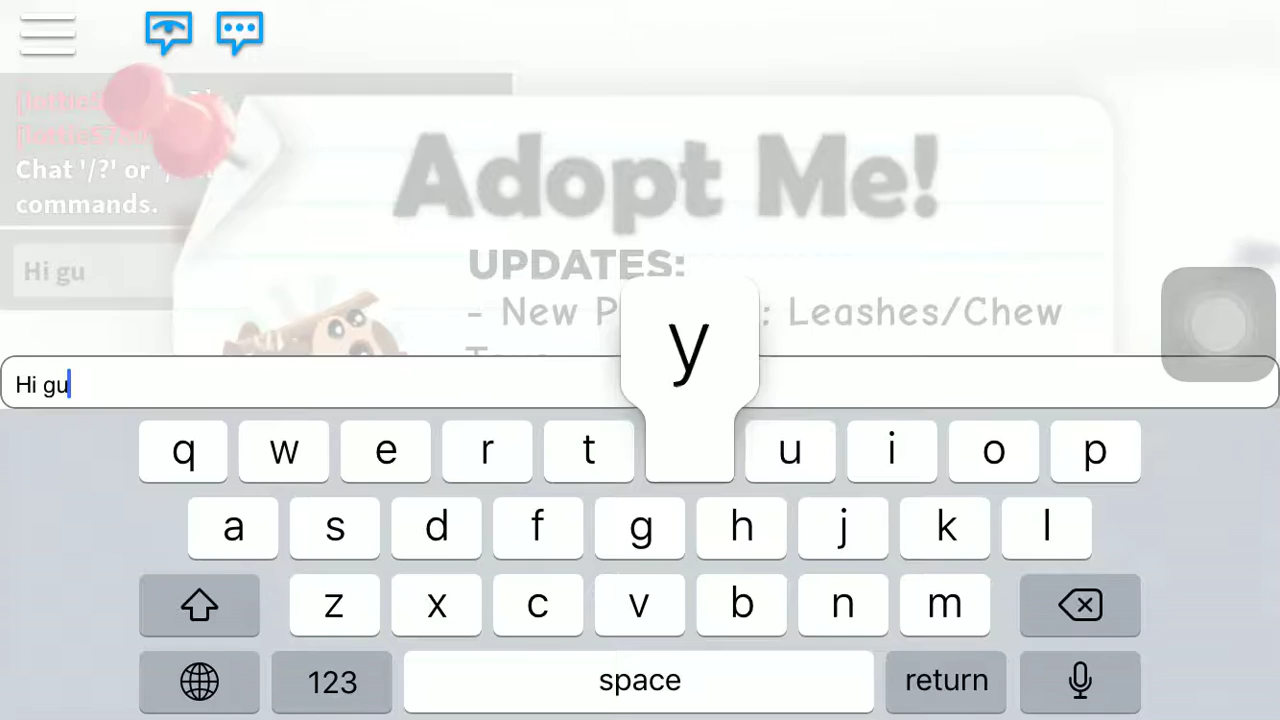 Chat '/?' or
commands.
Hi gu
Adopt Me!
UPDATES:
- New : Leashes/Chew
Hi gu
y
q w e r t u i o p
a s d f g h j k l
z x c v b n m
123 space return